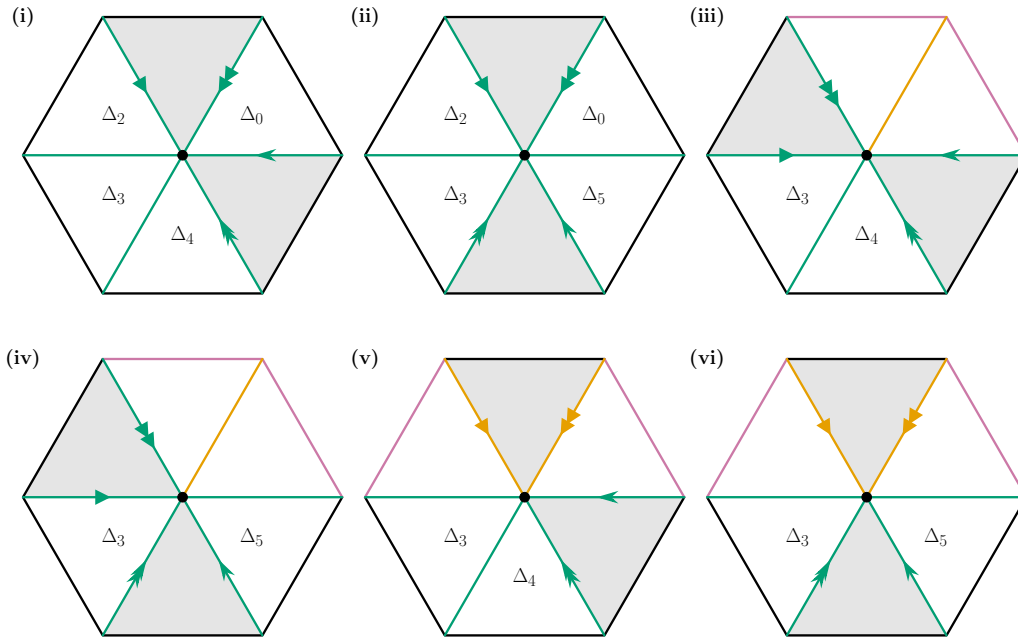 (i) (ii) (iii)
Δ₂ Δ₀ Δ₂ Δ₀
Δ₃ Δ₃ Δ₅ Δ₃
Δ₄ Δ₄
(iv) (v) (vi)
Δ₃ Δ₅ Δ₃ Δ₃ Δ₅
Δ₄